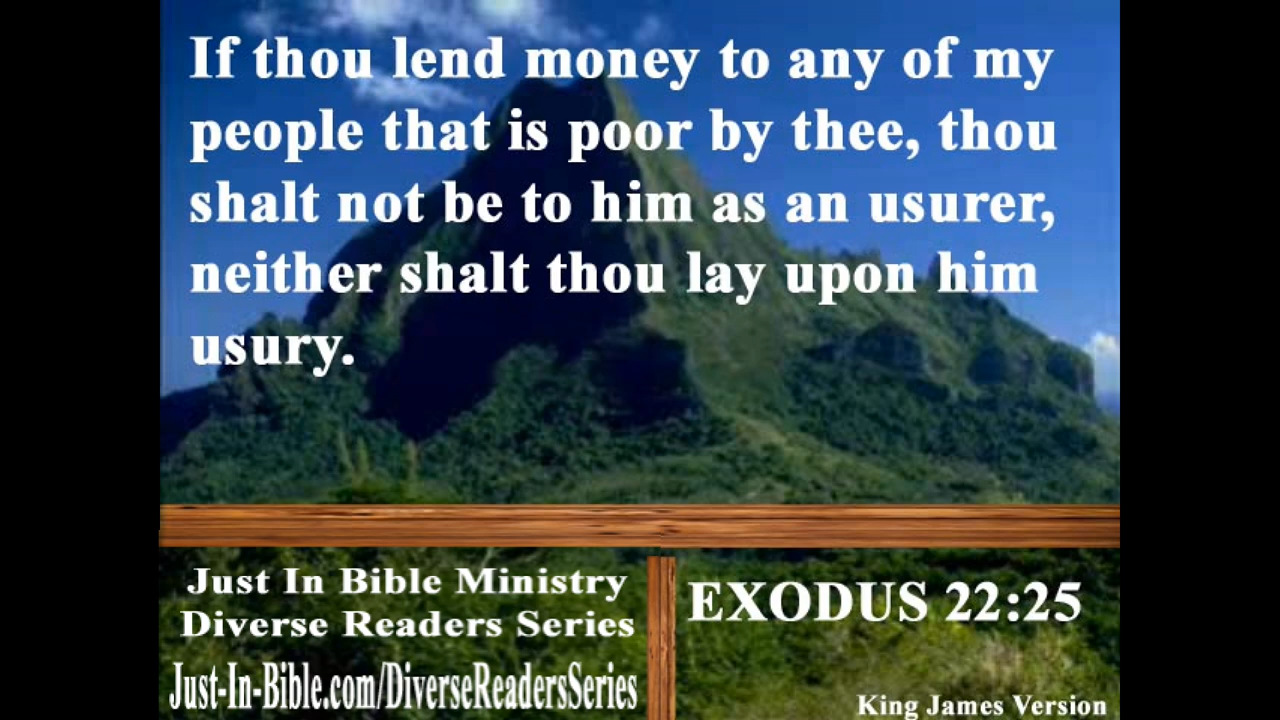 If thou lend money to any of my
people that is poor by thee, thou
shalt not be to him as an usurer,
neither shalt thou lay upon him
usury.
Just In Bible Ministry
Diverse Readers Series
Just-In-Bible.com/DiverseReadersSeries
EXODUS 22:25
King James Version